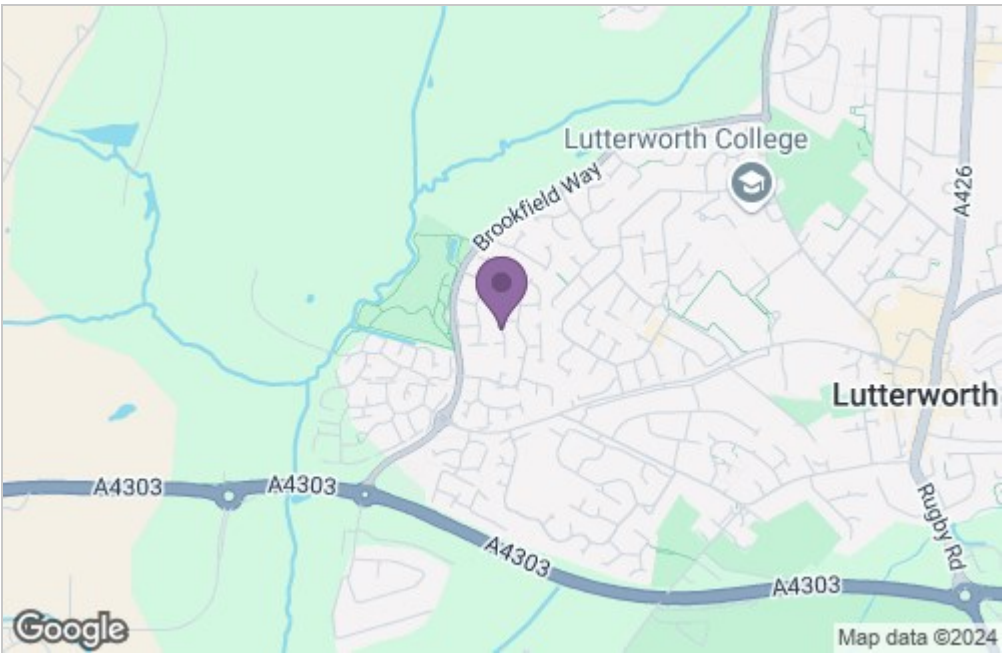 Lutterworth College
Brookfield Way
A426
Lutterworth
A4303
A4303
A4303
A4303
Rugby Rd
Google
Map data ©2024